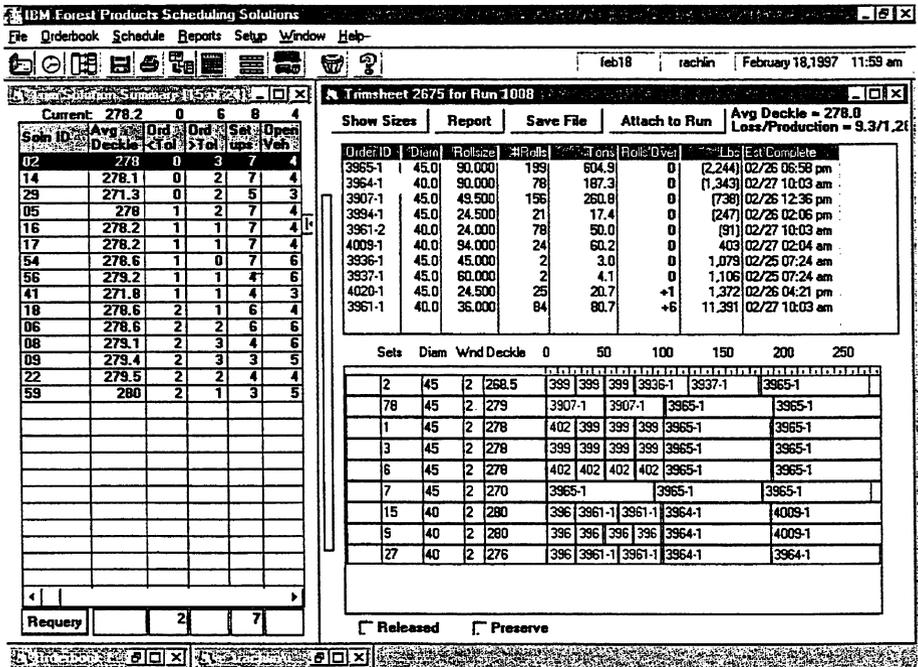 IBM Forest Products Scheduling Solutions
File Orderbook Schedule Reports Setup Window Help
feb18 rachlin February 18,1997 11:59 am
Solution Summary
Current: 278.2 0 6 8 4
Soln ID Avg Deckle Ord <Tol Ord >Tol Set ups Open Veh
02 278 0 3 7 4
14 278.1 0 2 7 4
29 271.3 0 2 5 3
05 278 1 2 7 4
16 278.2 1 1 7 4
17 278.2 1 1 7 4
54 278.6 1 0 7 6
56 279.2 1 1 4 6
41 271.8 1 1 4 3
18 278.6 2 1 6 4
06 278.6 2 2 6 6
08 279.1 2 3 4 6
09 279.4 2 3 3 5
22 279.5 2 2 4 4
59 280 2 1 3 5
Requery 2 7
Trimsheet 2675 for Run 1008
Show Sizes Report Save File Attach to Run
Avg Deckle = 278.0
Loss/Production = 9.3/1,28
Order ID Diam Rollsize #Rolls Tons Rolls Over Lbs Est Complete
3965-1 45.0 90.000 199 604.9 0 (2,244) 02/26 06:58 pm
3964-1 40.0 90.000 78 187.3 0 (1,343) 02/27 10:03 am
3907-1 45.0 49.500 156 260.8 0 (738) 02/26 12:36 pm
3994-1 45.0 24.500 21 17.4 0 (247) 02/26 02:06 pm
3961-2 40.0 24.000 78 50.0 0 (91) 02/27 10:03 am
4009-1 40.0 94.000 24 60.2 0 403 02/27 02:04 am
3936-1 45.0 45.000 2 3.0 0 1,079 02/25 07:24 am
3937-1 45.0 60.000 2 4.1 0 1,106 02/25 07:24 am
4020-1 45.0 24.500 25 20.7 +1 1,372 02/26 04:21 pm
3961-1 40.0 36.000 84 80.7 +6 11,391 02/27 10:03 am
Sets Diam Wnd Deckle 0 50 100 150 200 250
2 45 2 268.5 399 399 399 3936-1 3937-1 3965-1
78 45 2 279 3907-1 3907-1 3965-1 3965-1
1 45 2 278 402 399 399 399 3965-1 3965-1
3 45 2 278 399 399 399 399 3965-1 3965-1
6 45 2 278 402 402 402 402 3965-1 3965-1
7 45 2 270 3965-1 3965-1 3965-1
15 40 2 280 396 3961-1 3961-1 3964-1 4009-1
9 40 2 280 396 396 396 396 3964-1 4009-1
27 40 2 276 396 3961-1 3961-1 3964-1 3964-1
Released Preserve